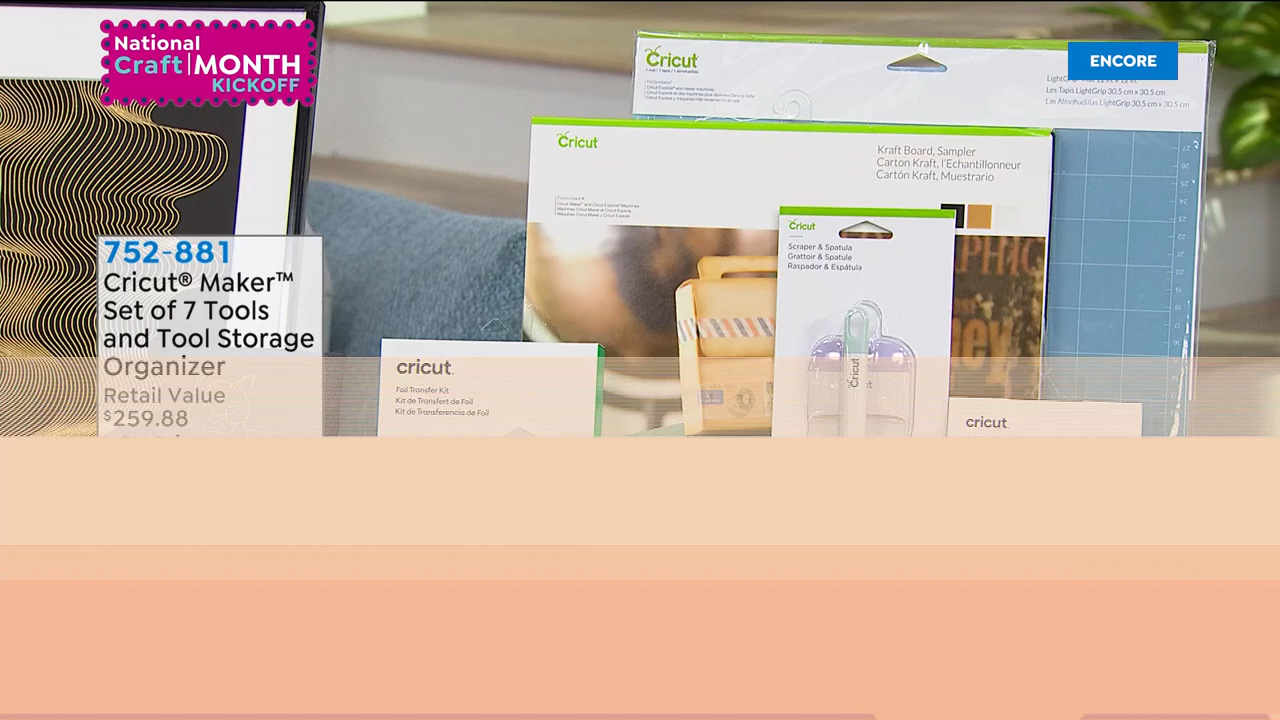 National
Craft | MONTH
KICKOFF
ENCORE
752-881
Cricut® Maker™
Set of 7 Tools
and Tool Storage
Organizer
Retail Value
$259.88
Cricut
Les Tapis LightGrip 30.5 cm x 30.5 cm
Las Almohadillas LightGrip 30.5 cm x 30.5 cm
Cricut
Kraft Board, Sampler
Carton Kraft, l'Echantillonneur
Cartón Kraft, Muestrario
Cricut
Scraper & Spatula
Grattoir & Spatule
Raspador & Espátula
Cricut
cricut
Foil Transfer Kit
Kit de Transfert de Foil
Kit de Transferencia de Foil
cricut